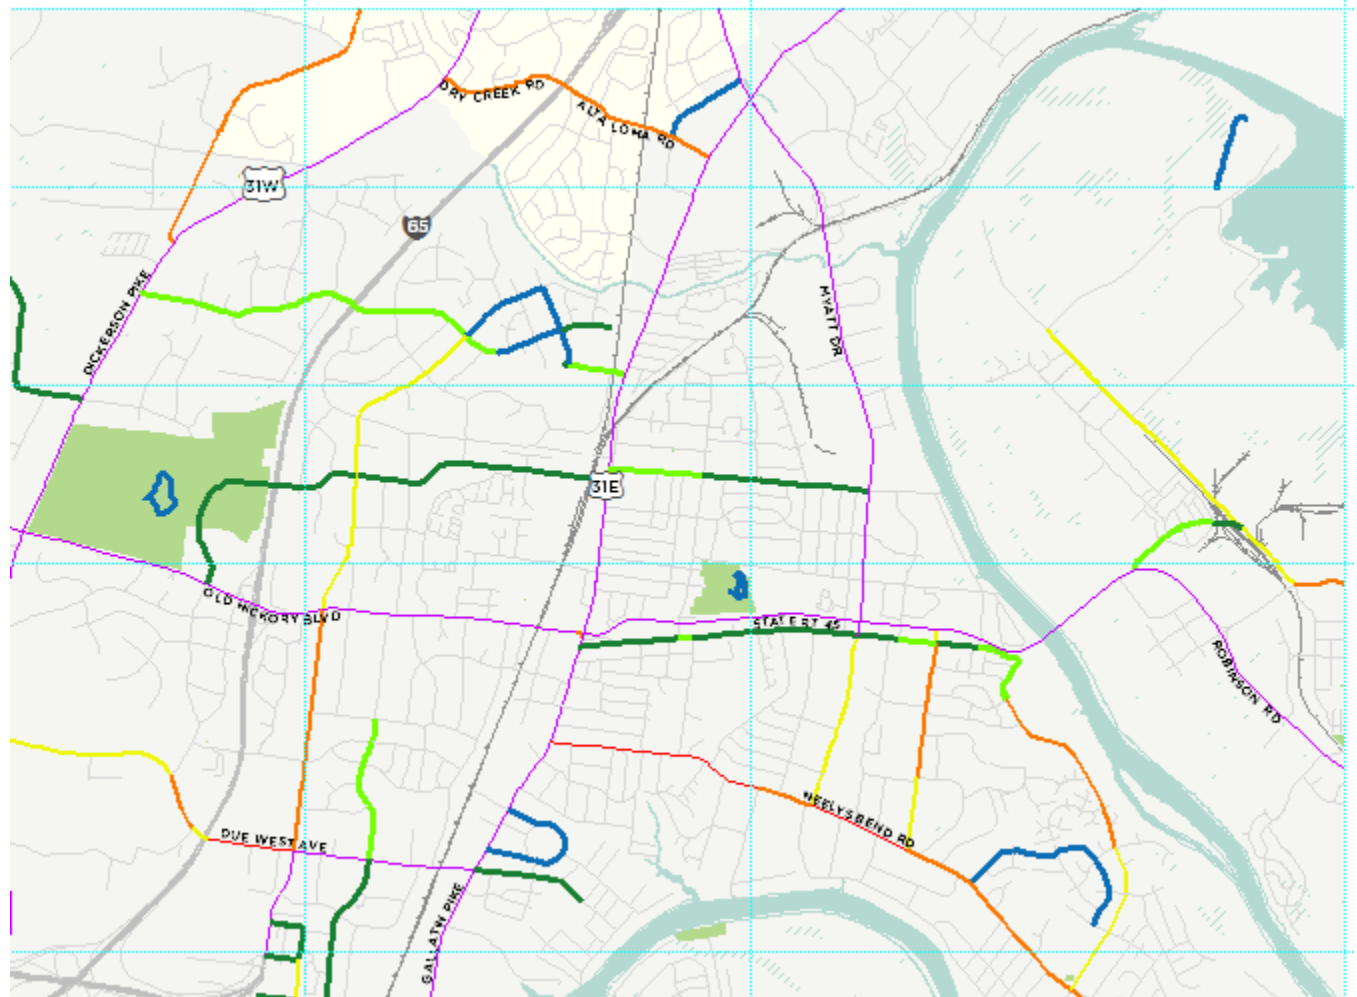 DRY CREEK RD
ALTA LOMA RD
31W
65
DICKERSON PIKE
MYATT DR
31E
OLD HICKORY BLVD
STATE RT 45
ROBINSON RD
NEELYS BEND RD
DUE WEST AVE
GALLATIN PIKE